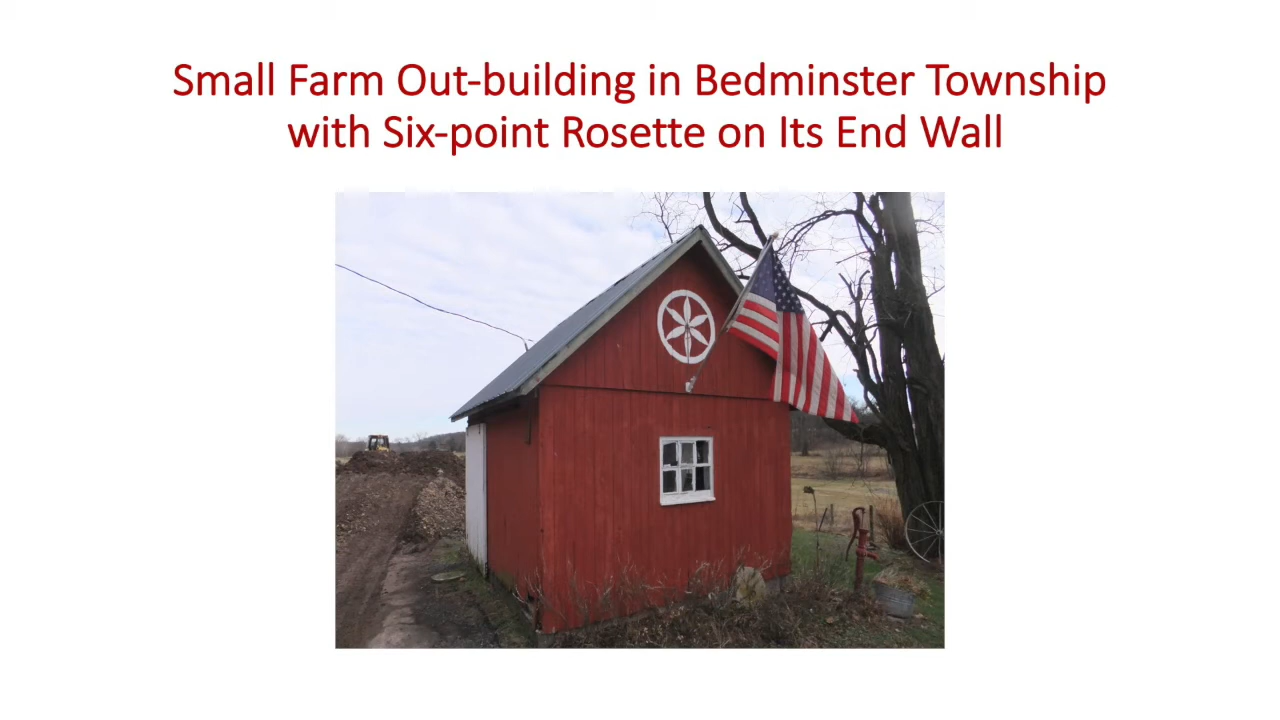 Small Farm Out-building in Bedminster Township
with Six-point Rosette on Its End Wall